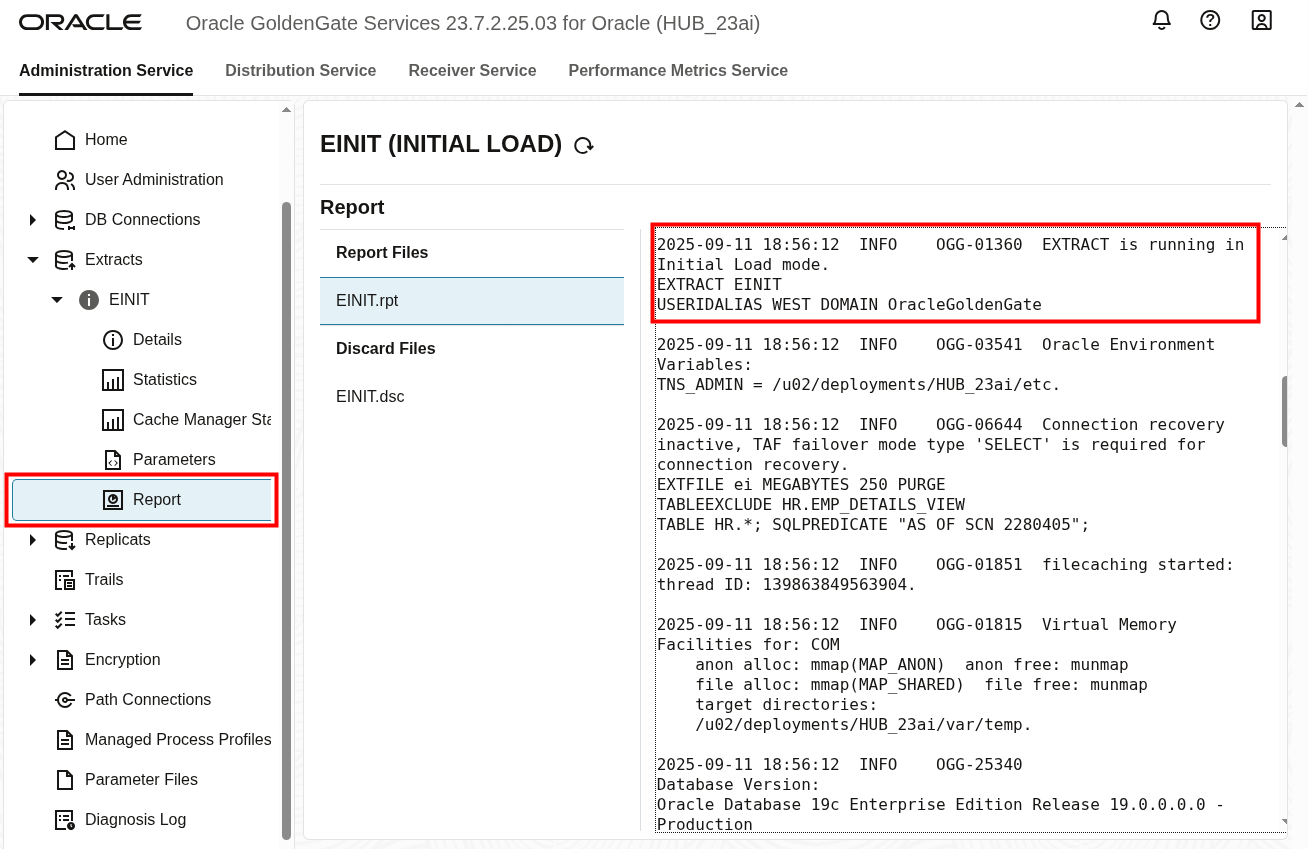 ORACLE Oracle GoldenGate Services 23.7.2.25.03 for Oracle (HUB_23ai)
Administration Service Distribution Service Receiver Service Performance Metrics Service
Home
User Administration
DB Connections
Extracts
EINIT
Details
Statistics
Cache Manager Sta
Parameters
Report
Replicats
Trails
Tasks
Encryption
Path Connections
Managed Process Profiles
Parameter Files
Diagnosis Log
EINIT (INITIAL LOAD)
Report
Report Files
EINIT.rpt
Discard Files
EINIT.dsc
2025-09-11 18:56:12  INFO    OGG-01360  EXTRACT is running in
Initial Load mode.
EXTRACT EINIT
USERIDALIAS WEST DOMAIN OracleGoldenGate
2025-09-11 18:56:12  INFO    OGG-03541  Oracle Environment
Variables:
TNS_ADMIN = /u02/deployments/HUB_23ai/etc.
2025-09-11 18:56:12  INFO    OGG-06644  Connection recovery
inactive, TAF failover mode type 'SELECT' is required for
connection recovery.
EXTFILE ei MEGABYTES 250 PURGE
TABLEEXCLUDE HR.EMP_DETAILS_VIEW
TABLE HR.*; SQLPREDICATE "AS OF SCN 2280405";
2025-09-11 18:56:12  INFO    OGG-01851  filecaching started:
thread ID: 139863849563904.
2025-09-11 18:56:12  INFO    OGG-01815  Virtual Memory
Facilities for: COM
anon alloc: mmap(MAP_ANON)  anon free: munmap
file alloc: mmap(MAP_SHARED)  file free: munmap
target directories:
/u02/deployments/HUB_23ai/var/temp.
2025-09-11 18:56:12  INFO    OGG-25340
Database Version:
Oracle Database 19c Enterprise Edition Release 19.0.0.0.0 -
Production